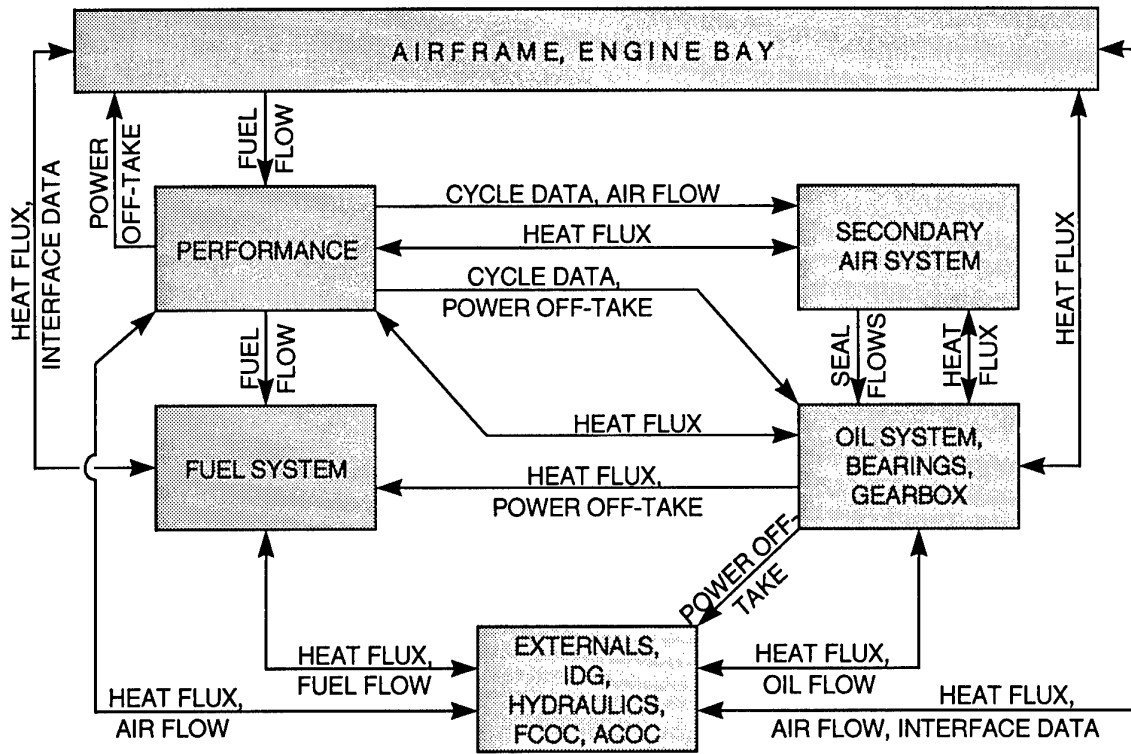 AIRFRAME, ENGINE BAY
HEAT FLUX,
INTERFACE DATA
POWER
OFF-TAKE
FUEL
FLOW
PERFORMANCE
CYCLE DATA, AIR FLOW
HEAT FLUX
CYCLE DATA,
POWER OFF-TAKE
SECONDARY
AIR SYSTEM
HEAT FLUX
FUEL
FLOW
SEAL
FLOWS
HEAT
FLUX
HEAT FLUX
FUEL SYSTEM
HEAT FLUX,
POWER OFF-TAKE
OIL SYSTEM,
BEARINGS,
GEARBOX
POWER OFF-
TAKE
HEAT FLUX,
FUEL FLOW
EXTERNALS,
IDG,
HYDRAULICS,
FCOC, ACOC
HEAT FLUX,
OIL FLOW
HEAT FLUX,
AIR FLOW
HEAT FLUX,
AIR FLOW, INTERFACE DATA